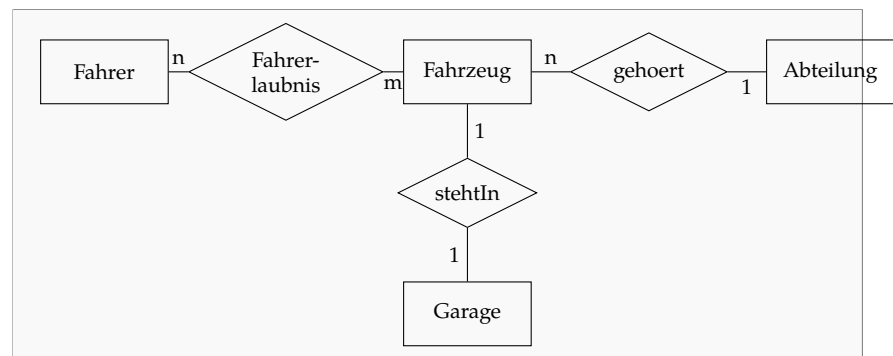 Fahrer
n
Fahrer-
laubnis
m
Fahrzeug
n
gehoert
1
Abteilung
1
stehtIn
1
Garage